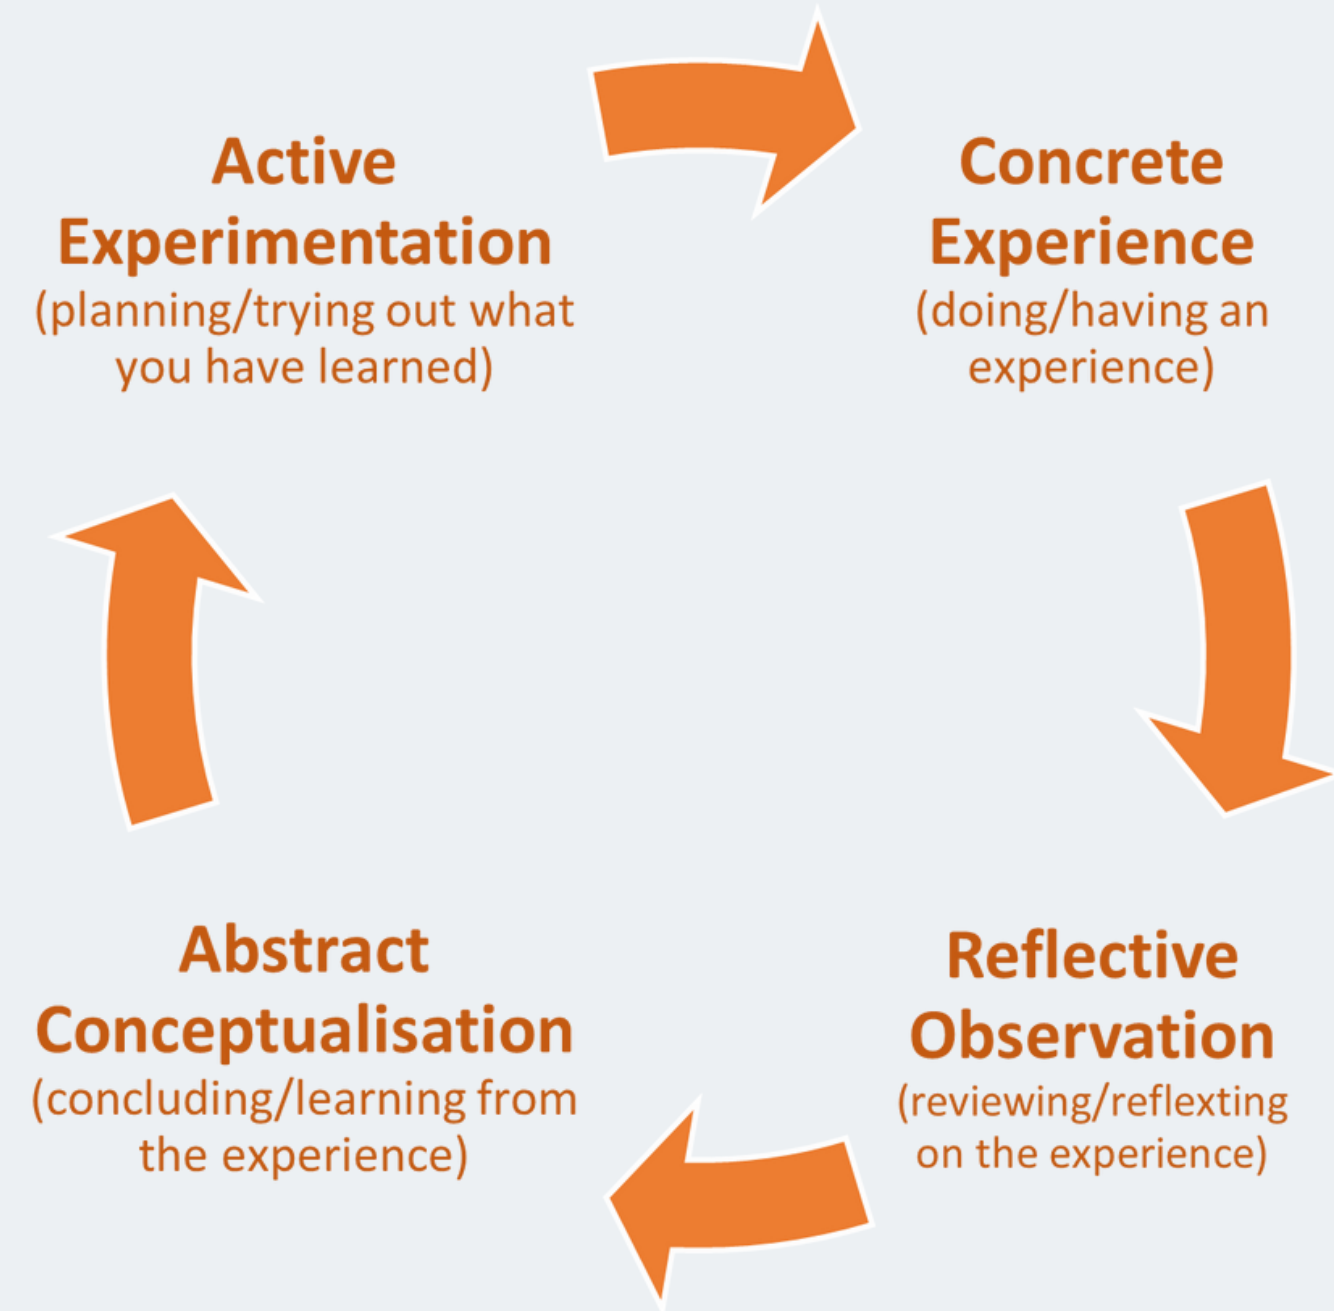 Active
Experimentation
(planning/trying out what
you have learned)
Concrete
Experience
(doing/having an
experience)
Abstract
Conceptualisation
(concluding/learning from
the experience)
Reflective
Observation
(reviewing/reflexting
on the experience)